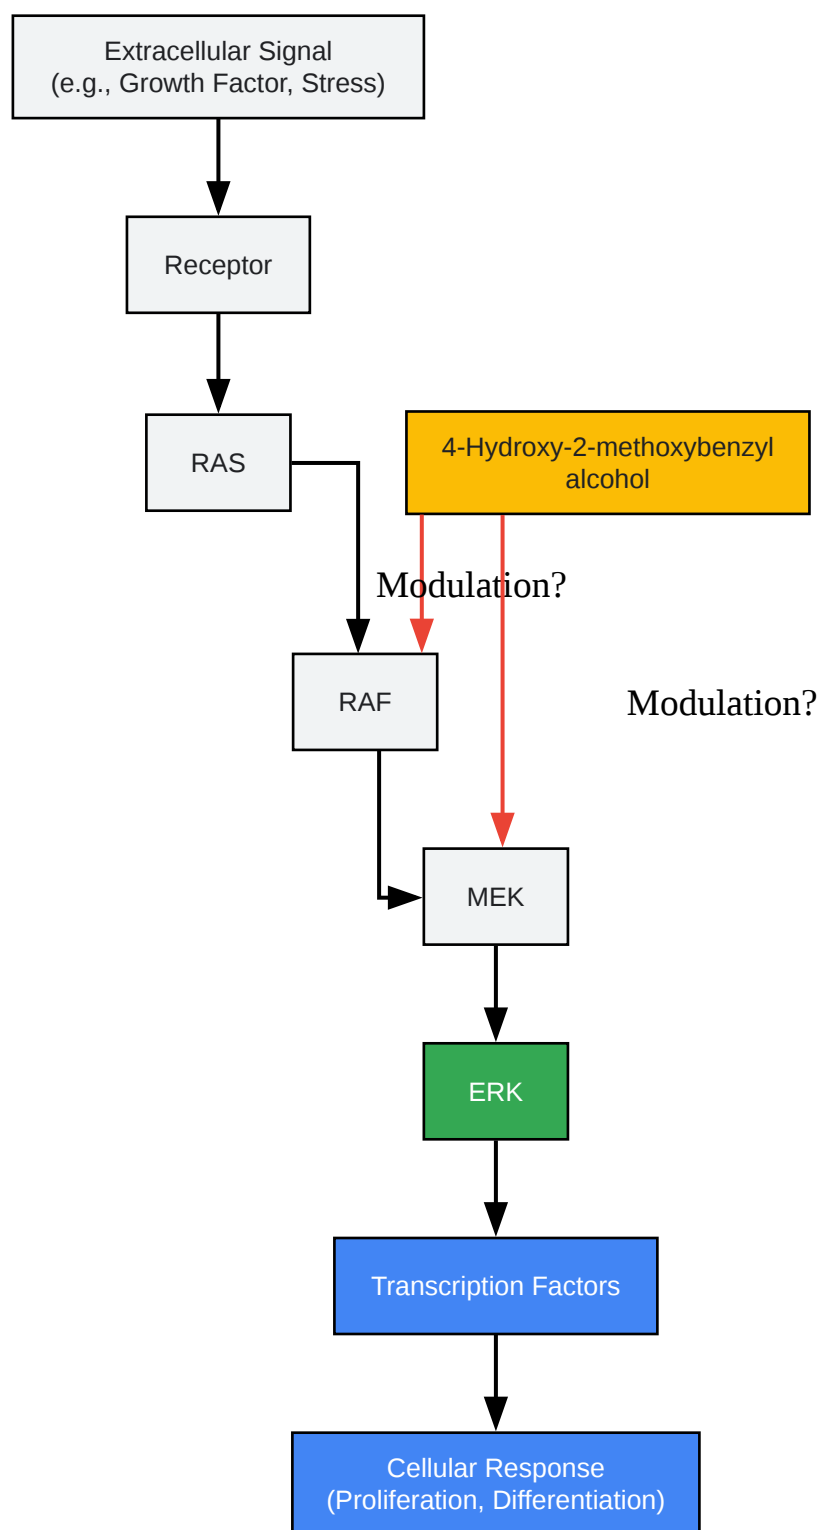 Extracellular Signal
(e.g., Growth Factor, Stress)
Receptor
RAS
4-Hydroxy-2-methoxybenzyl
alcohol
Modulation?
RAF
Modulation?
MEK
ERK
Transcription Factors
Cellular Response
(Proliferation, Differentiation)